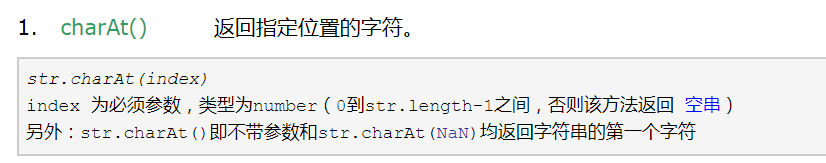 1. charAt() 返回指定位置的字符。
str.charAt(index)
index 为必须参数，类型为number（0到str.length-1之间，否则该方法返回 空串）
另外：str.charAt()即不带参数和str.charAt(NaN)均返回字符串的第一个字符